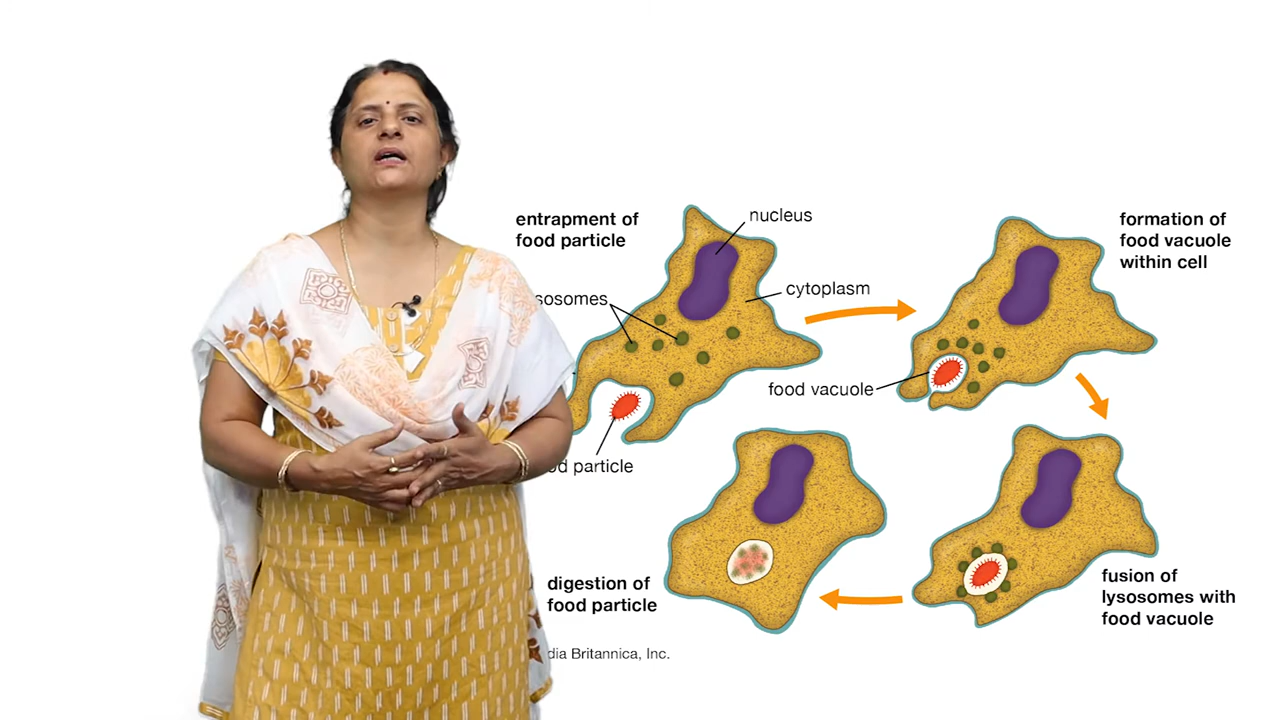 entrapment of
food particle
nucleus
cytoplasm
formation of
food vacuole
within cell
food vacuole
particle
digestion of
food particle
fusion of
lysosomes with
food vacuole
Britannica, Inc.